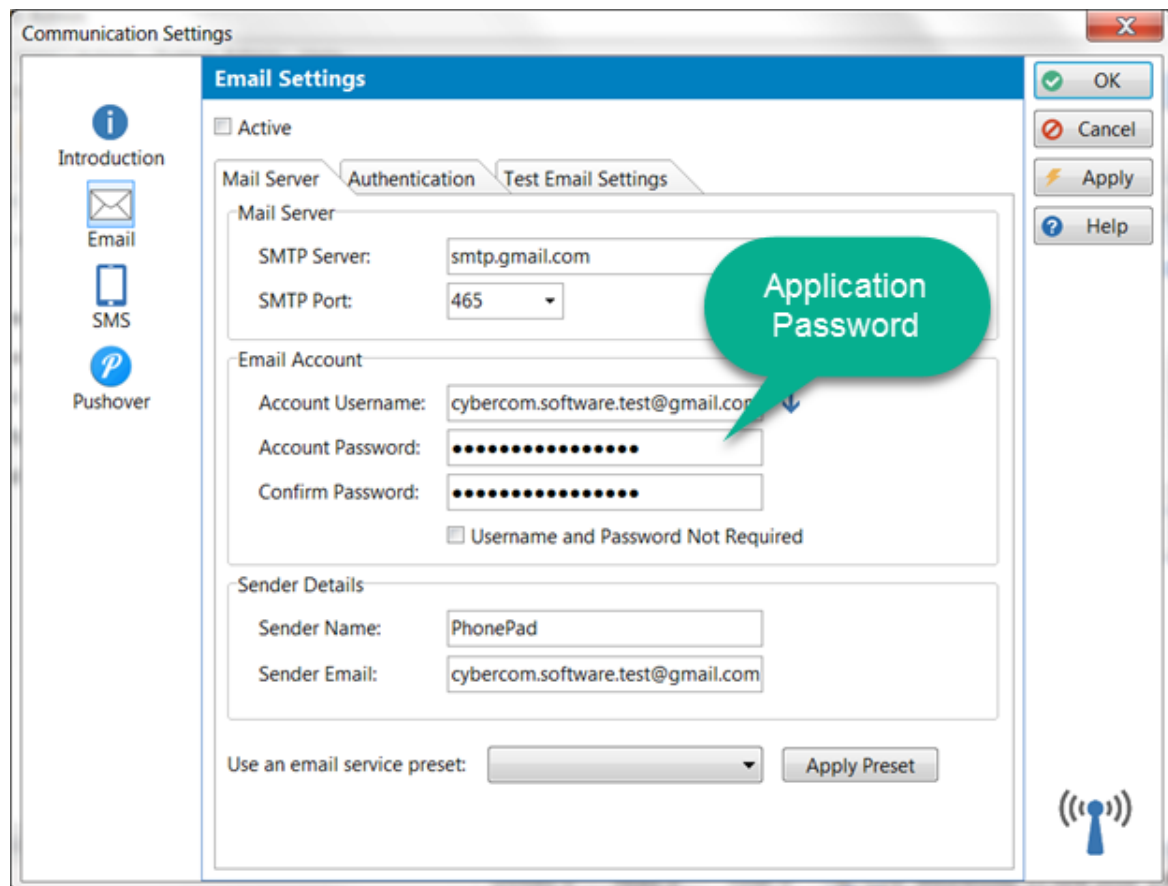 Communication Settings
X
Introduction
Email
SMS
P
Pushover
Email Settings
Active
Mail Server
Authentication
Test Email Settings
Mail Server
SMTP Server:
smtp.gmail.com
SMTP Port:
465
Application
Password
Email Account
Account Username:
cybercom.software.test@gmail.com
Account Password:
••••••••••••••••
Confirm Password:
••••••••••••••••
Username and Password Not Required
Sender Details
Sender Name:
PhonePad
Sender Email:
cybercom.software.test@gmail.com
Use an email service preset:
Apply Preset
OK
Cancel
Apply
Help